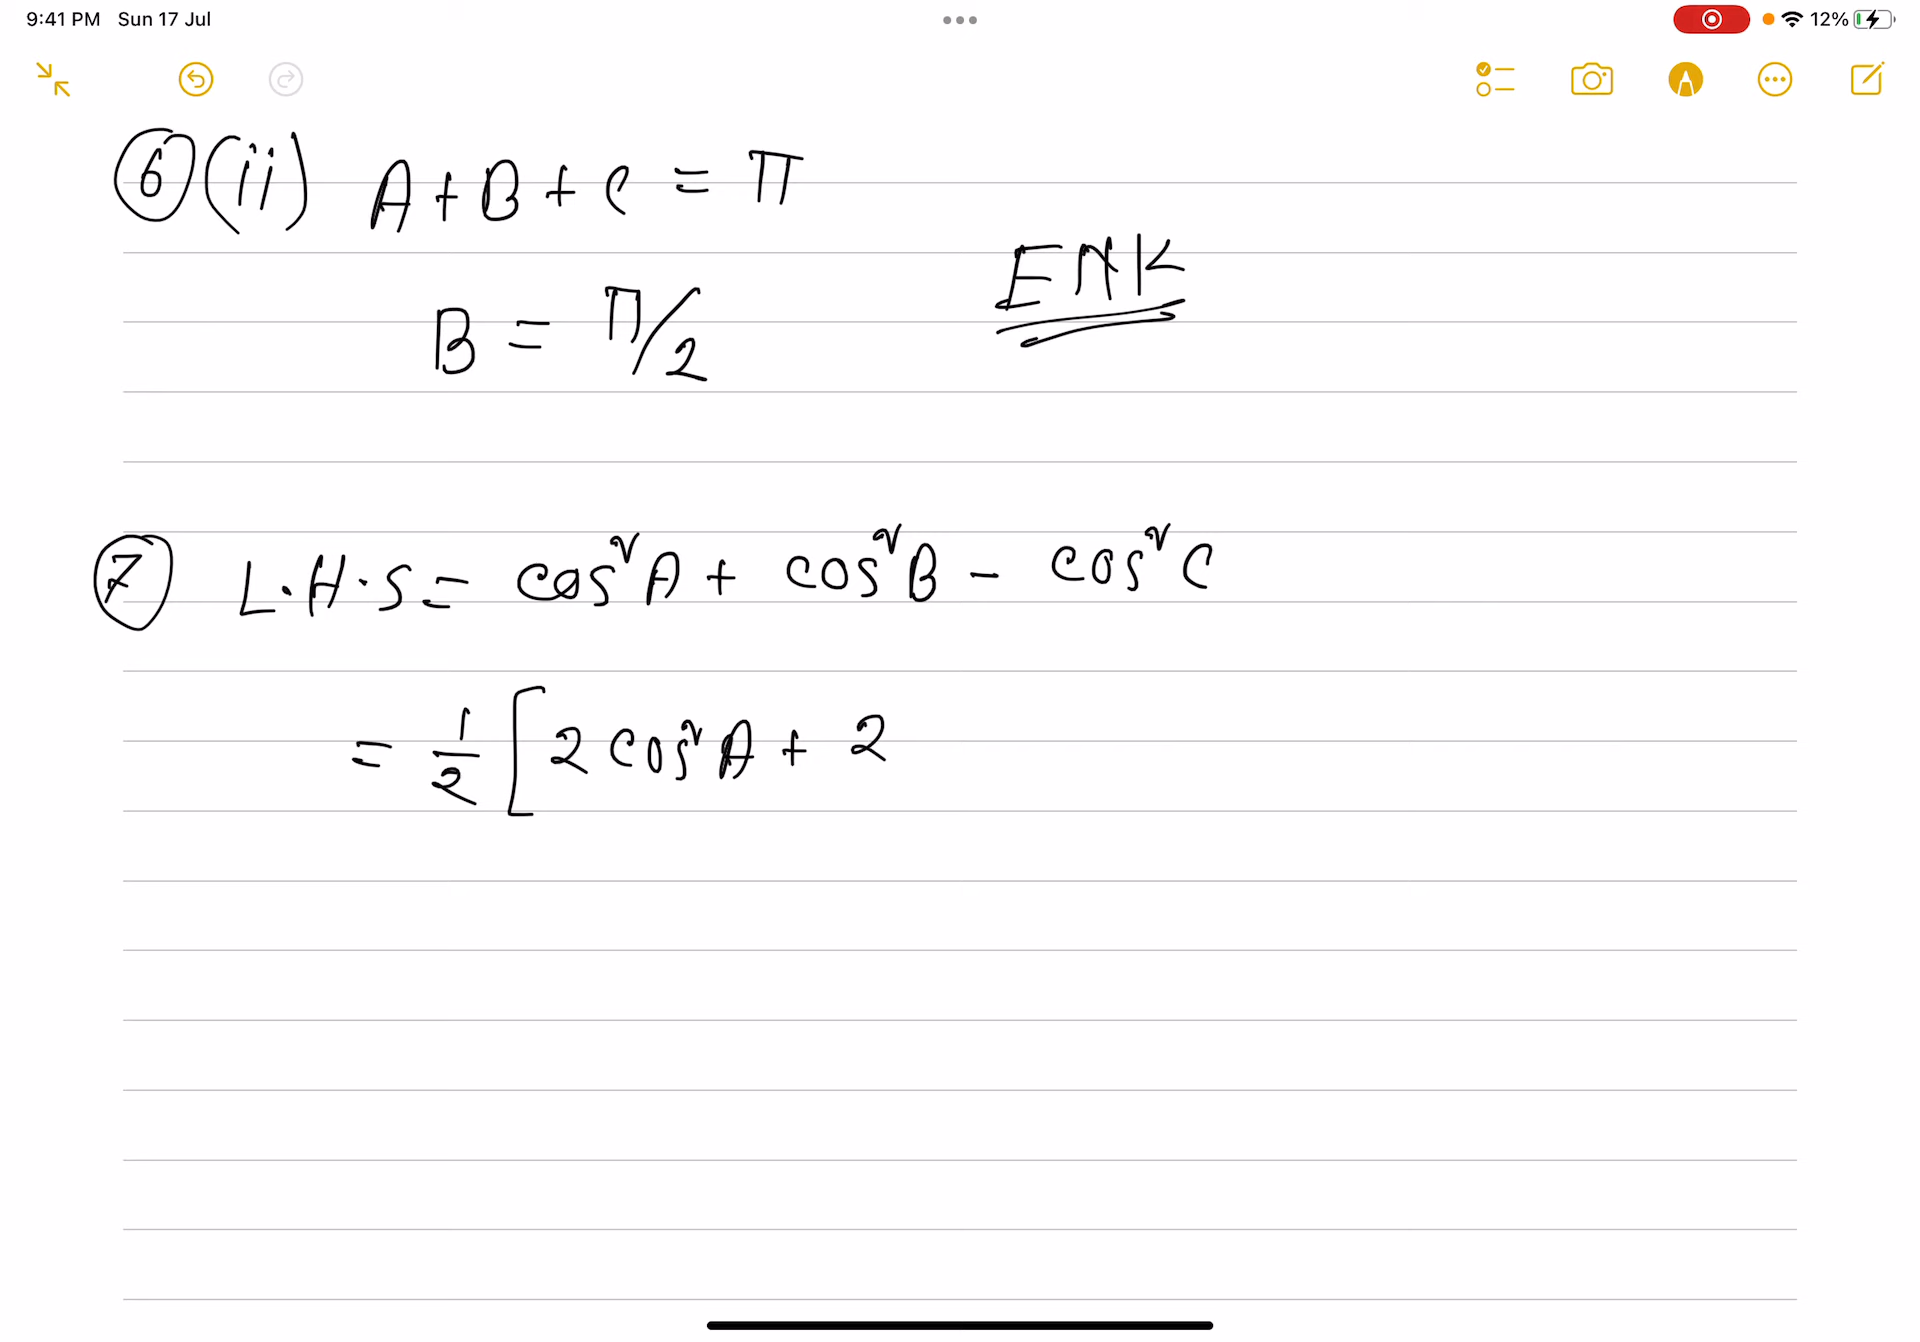 9:41 PM Sun 17 Jul
12%
6 (ii) A + B + C = π
ENK
B = π/2
7 L.H.S = cos²A + cos²B - cos²C
= 1/2 [2 cos²A + 2